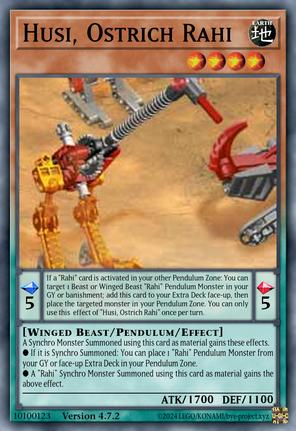 Husi, Ostrich Rahi
EARTH
地
If a "Rahi" card is activated in your other Pendulum Zone: You can
target 1 Beast or Winged Beast "Rahi" Pendulum Monster in your
GY or banishment; add this card to your Extra Deck face-up, then
place the targeted monster in your Pendulum Zone. You can only
use this effect of "Husi, Ostrich Rahi" once per turn.
5
5
[Winged Beast/Pendulum/Effect]
A Synchro Monster Summoned using this card as material gains these effects.
● If it is Synchro Summoned: You can place 1 "Rahi" Pendulum Monster from
your GY or face-up Extra Deck in your Pendulum Zone.
● A "Rahi" Synchro Monster Summoned using this card as material gains the
above effect.
ATK/1700 DEF/1100
10100123 Version 4.7.2 ©2024 LEGO/KONAMI/bye-project.xyz